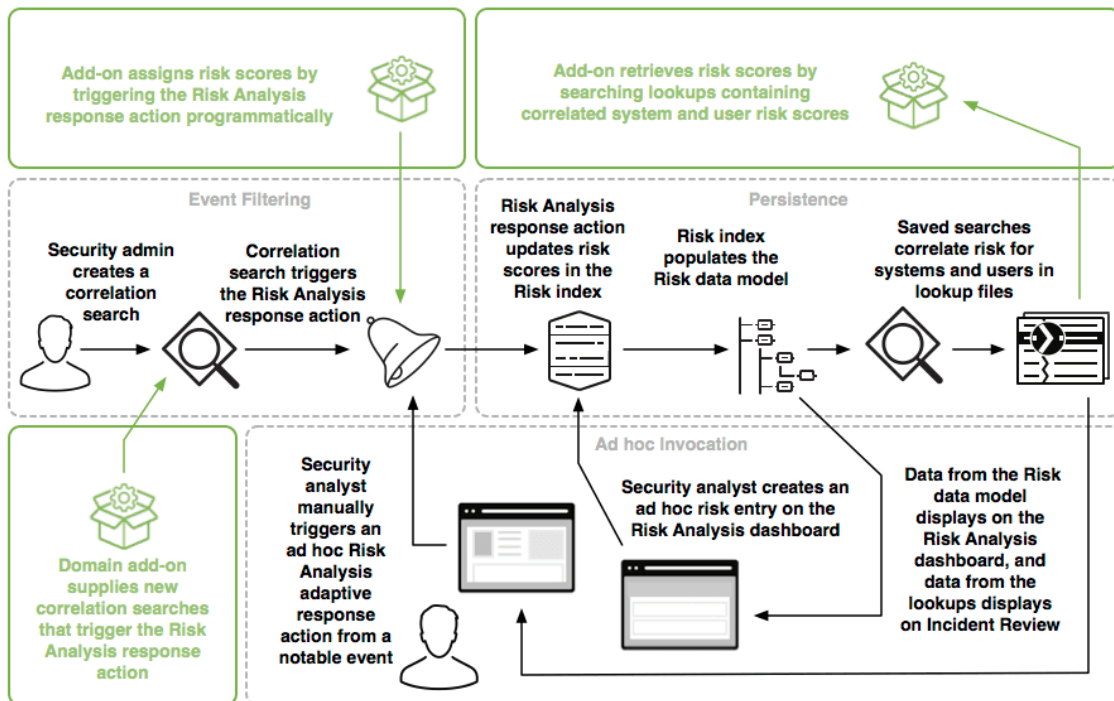 Add-on assigns risk scores by
triggering the Risk Analysis
response action programmatically
Add-on retrieves risk scores by
searching lookups containing
correlated system and user risk
scores
Event Filtering
Security admin
creates a
correlation
search
Correlation
search triggers
the Risk Analysis
response action
Persistence
Risk Analysis
response action
updates risk
scores in the
Risk index
Risk index
populates the
Risk data model
Saved searches
correlate risk for
systems and users in
lookup files
Domain add-on
supplies new
correlation searches
that trigger the Risk
Analysis response
action
Ad hoc Invocation
Security
analyst
manually
triggers an
ad hoc Risk
Analysis
adaptive
response
action from a
notable event
Security analyst creates an
ad hoc risk entry on the
Risk Analysis dashboard
Data from the Risk
data model
displays on the
Risk Analysis
dashboard, and
data from the
lookups displays
on Incident Review